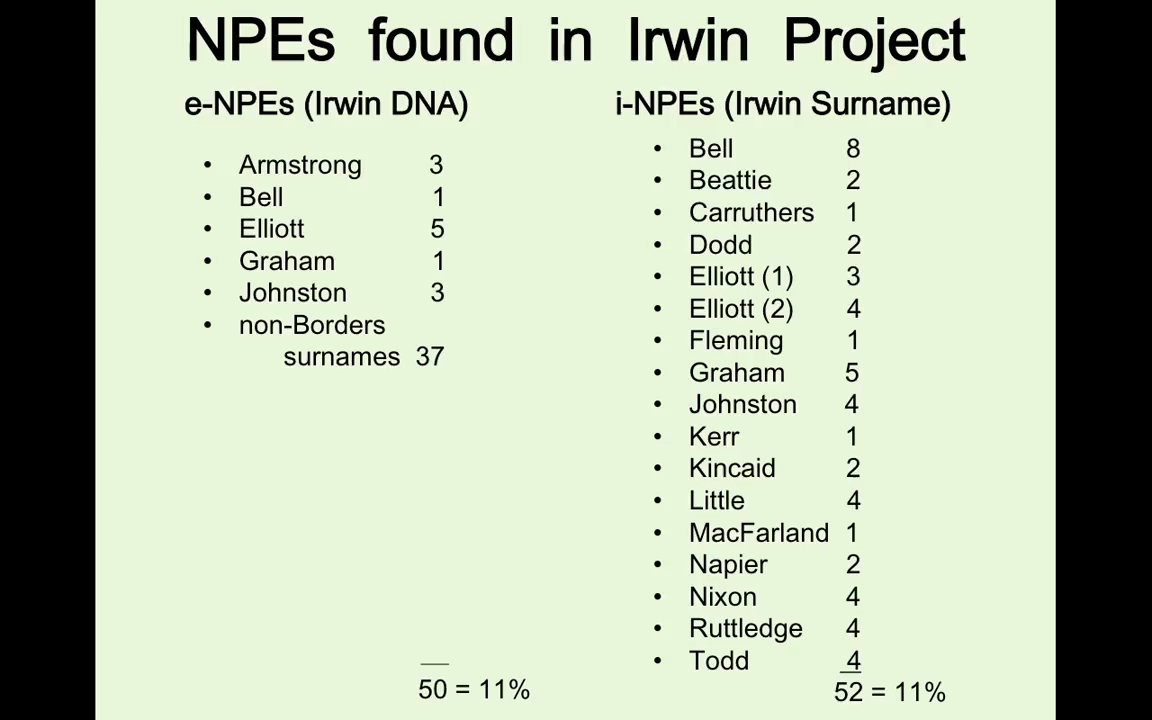 NPEs found in Irwin Project
e-NPEs (Irwin DNA)
• Armstrong 3
• Bell 1
• Elliott 5
• Graham 1
• Johnston 3
• non-Borders
surnames 37
50 = 11%
i-NPEs (Irwin Surname)
• Bell 8
• Beattie 2
• Carruthers 1
• Dodd 2
• Elliott (1) 3
• Elliott (2) 4
• Fleming 1
• Graham 5
• Johnston 4
• Kerr 1
• Kincaid 2
• Little 4
• MacFarland 1
• Napier 2
• Nixon 4
• Ruttledge 4
• Todd 4
52 = 11%